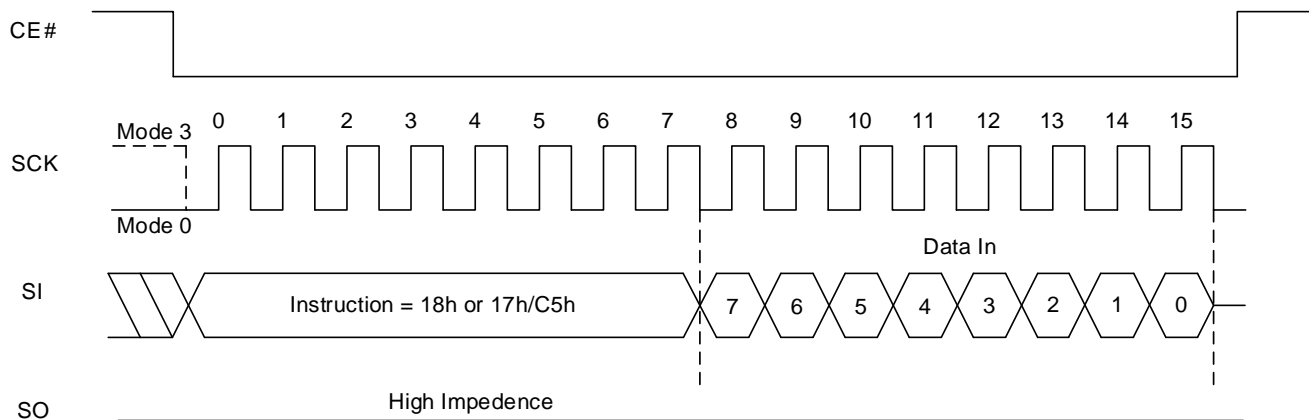 CE#
0 1 2 3 4 5 6 7 8 9 10 11 12 13 14 15
Mode 3
SCK
Mode 0
Data In
SI
Instruction = 18h or 17h/C5h
7 6 5 4 3 2 1 0
High Impedence
SO